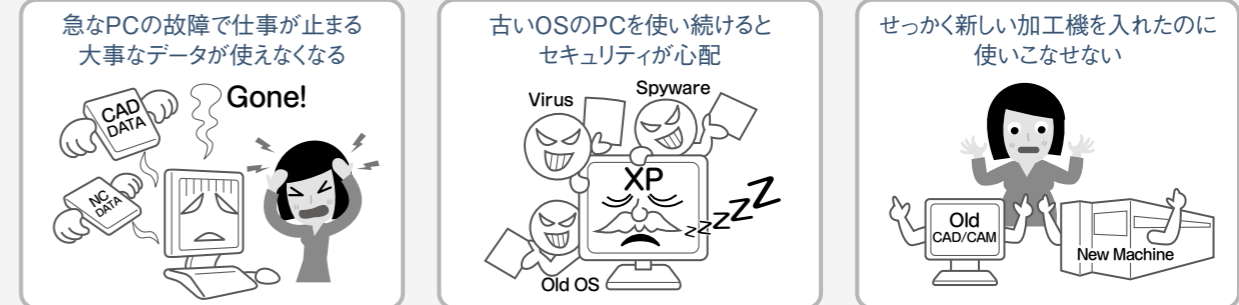 急なPCの故障で仕事が止まる
大事なデータが使えなくなる
CAD
DATA
Gone!
NC
DATA
古いOSのPCを使い続けると
セキュリティが心配
Virus
Spyware
XP
zzzzz
Old OS
せっかく新しい加工機を入れたのに
使いこなせない
Old
CAD/CAM
New Machine